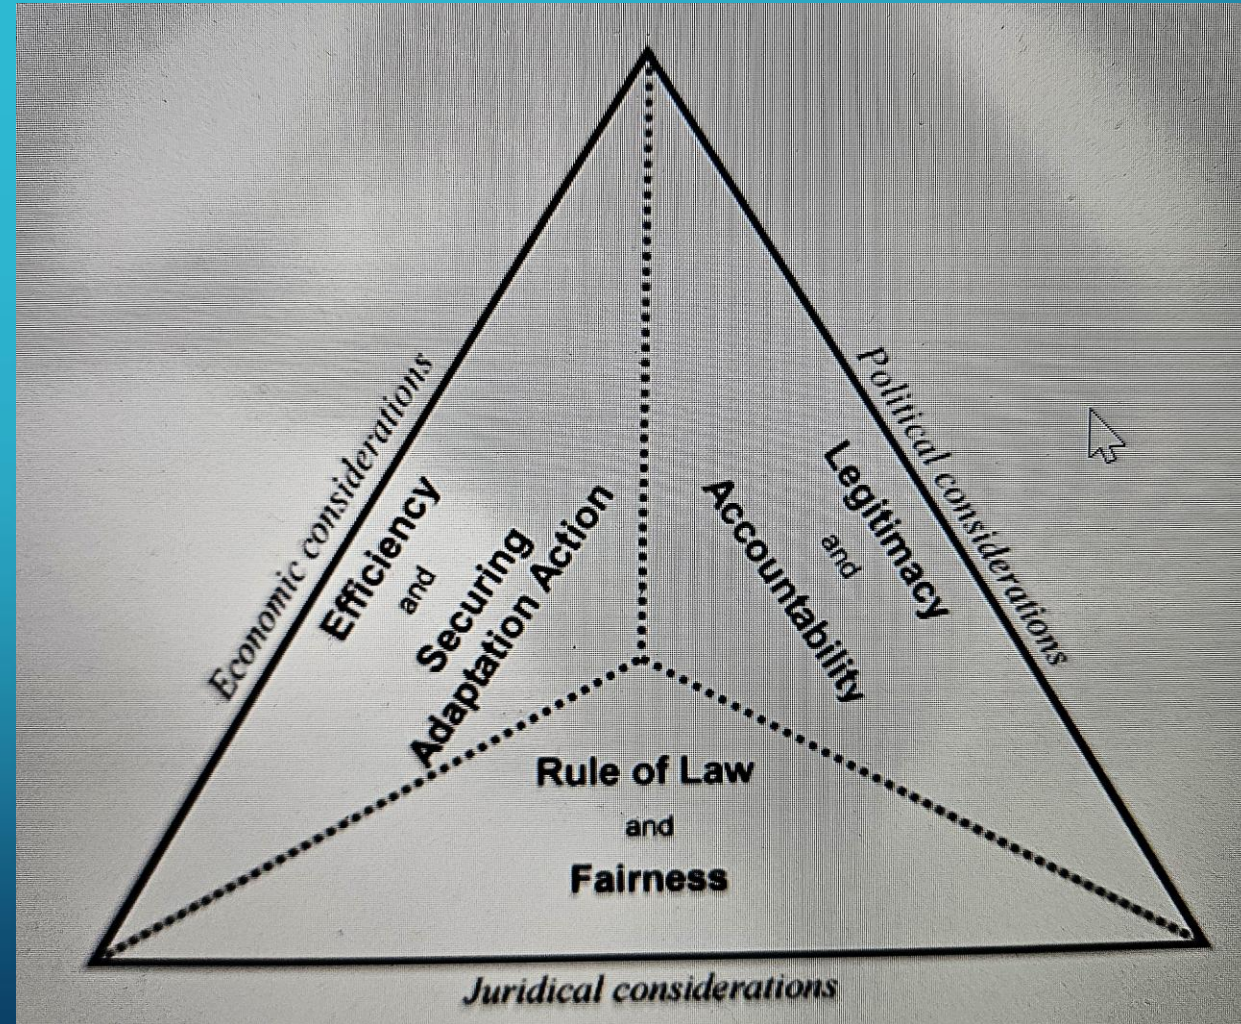 Economic considerations
Efficiency
and
Securing
Adaptation Action
Political considerations
Legitimacy
and
Accountability
Rule of Law
and
Fairness
Juridical considerations